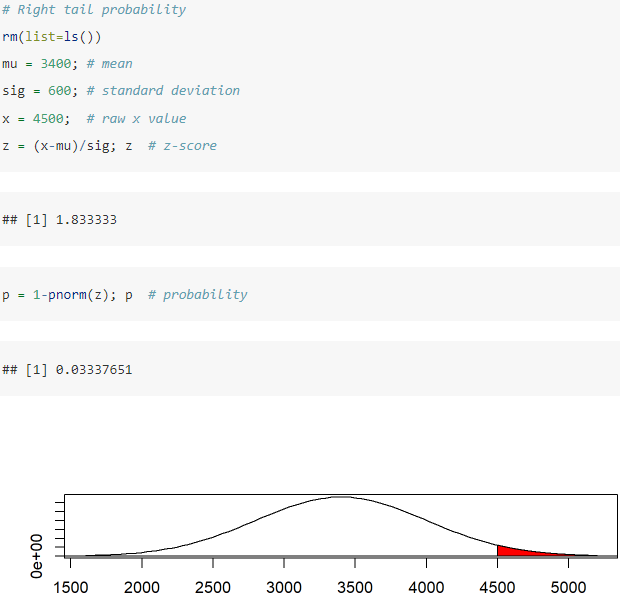 # Right tail probability
rm(list=ls())
mu = 3400; # mean
sig = 600; # standard deviation
x = 4500;  # raw x value
z = (x-mu)/sig; z  # z-score
## [1] 1.833333
p = 1-pnorm(z); p  # probability
## [1] 0.03337651
0e+00
1500 2000 2500 3000 3500 4000 4500 5000